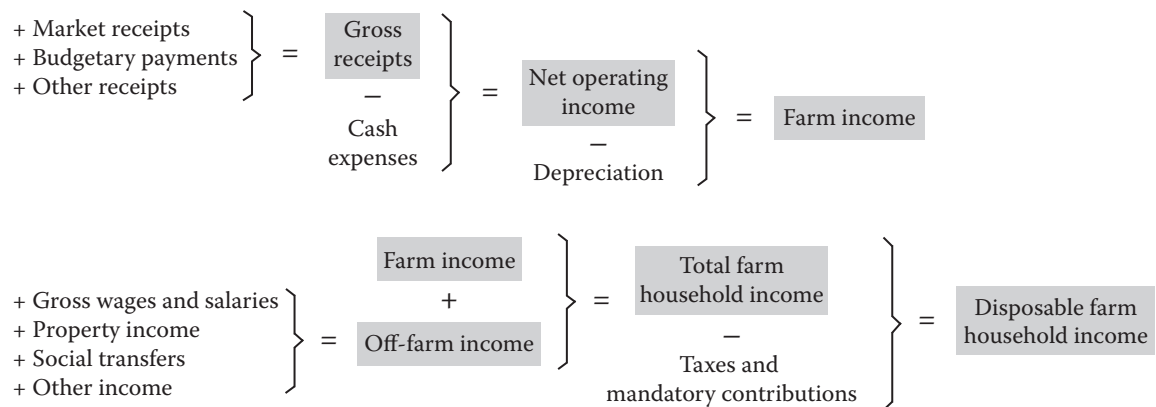 + Market receipts
+ Budgetary payments
+ Other receipts
=
Gross
receipts
−
Cash
expenses
=
Net operating
income
−
Depreciation
=
Farm income
+ Gross wages and salaries
+ Property income
+ Social transfers
+ Other income
=
Farm income
+
Off-farm income
=
Total farm
household income
−
Taxes and
mandatory contributions
=
Disposable farm
household income